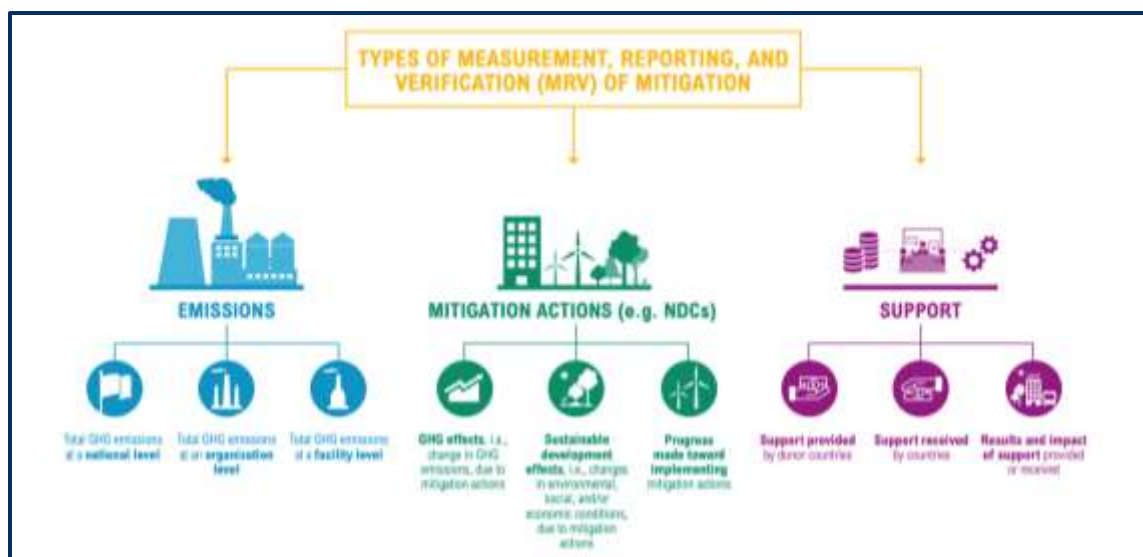 TYPES OF MEASUREMENT, REPORTING, AND
VERIFICATION (MRV) OF MITIGATION
EMISSIONS
Total GHG emissions
at a national level
Total GHG emissions
at an organisation
level
Total GHG emissions
at a facility level
MITIGATION ACTIONS (e.g. NDCs)
GHG effects, i.e.,
change in GHG
emissions, due to
mitigation actions
Sustainable
development
effects, i.e., changes
in environmental,
social, and/or
economic conditions,
due to mitigation
actions
Progress
made toward
implementing
mitigation actions
SUPPORT
Support provided
by donor countries
Support received
by countries
Results and impact
of support provided
or received